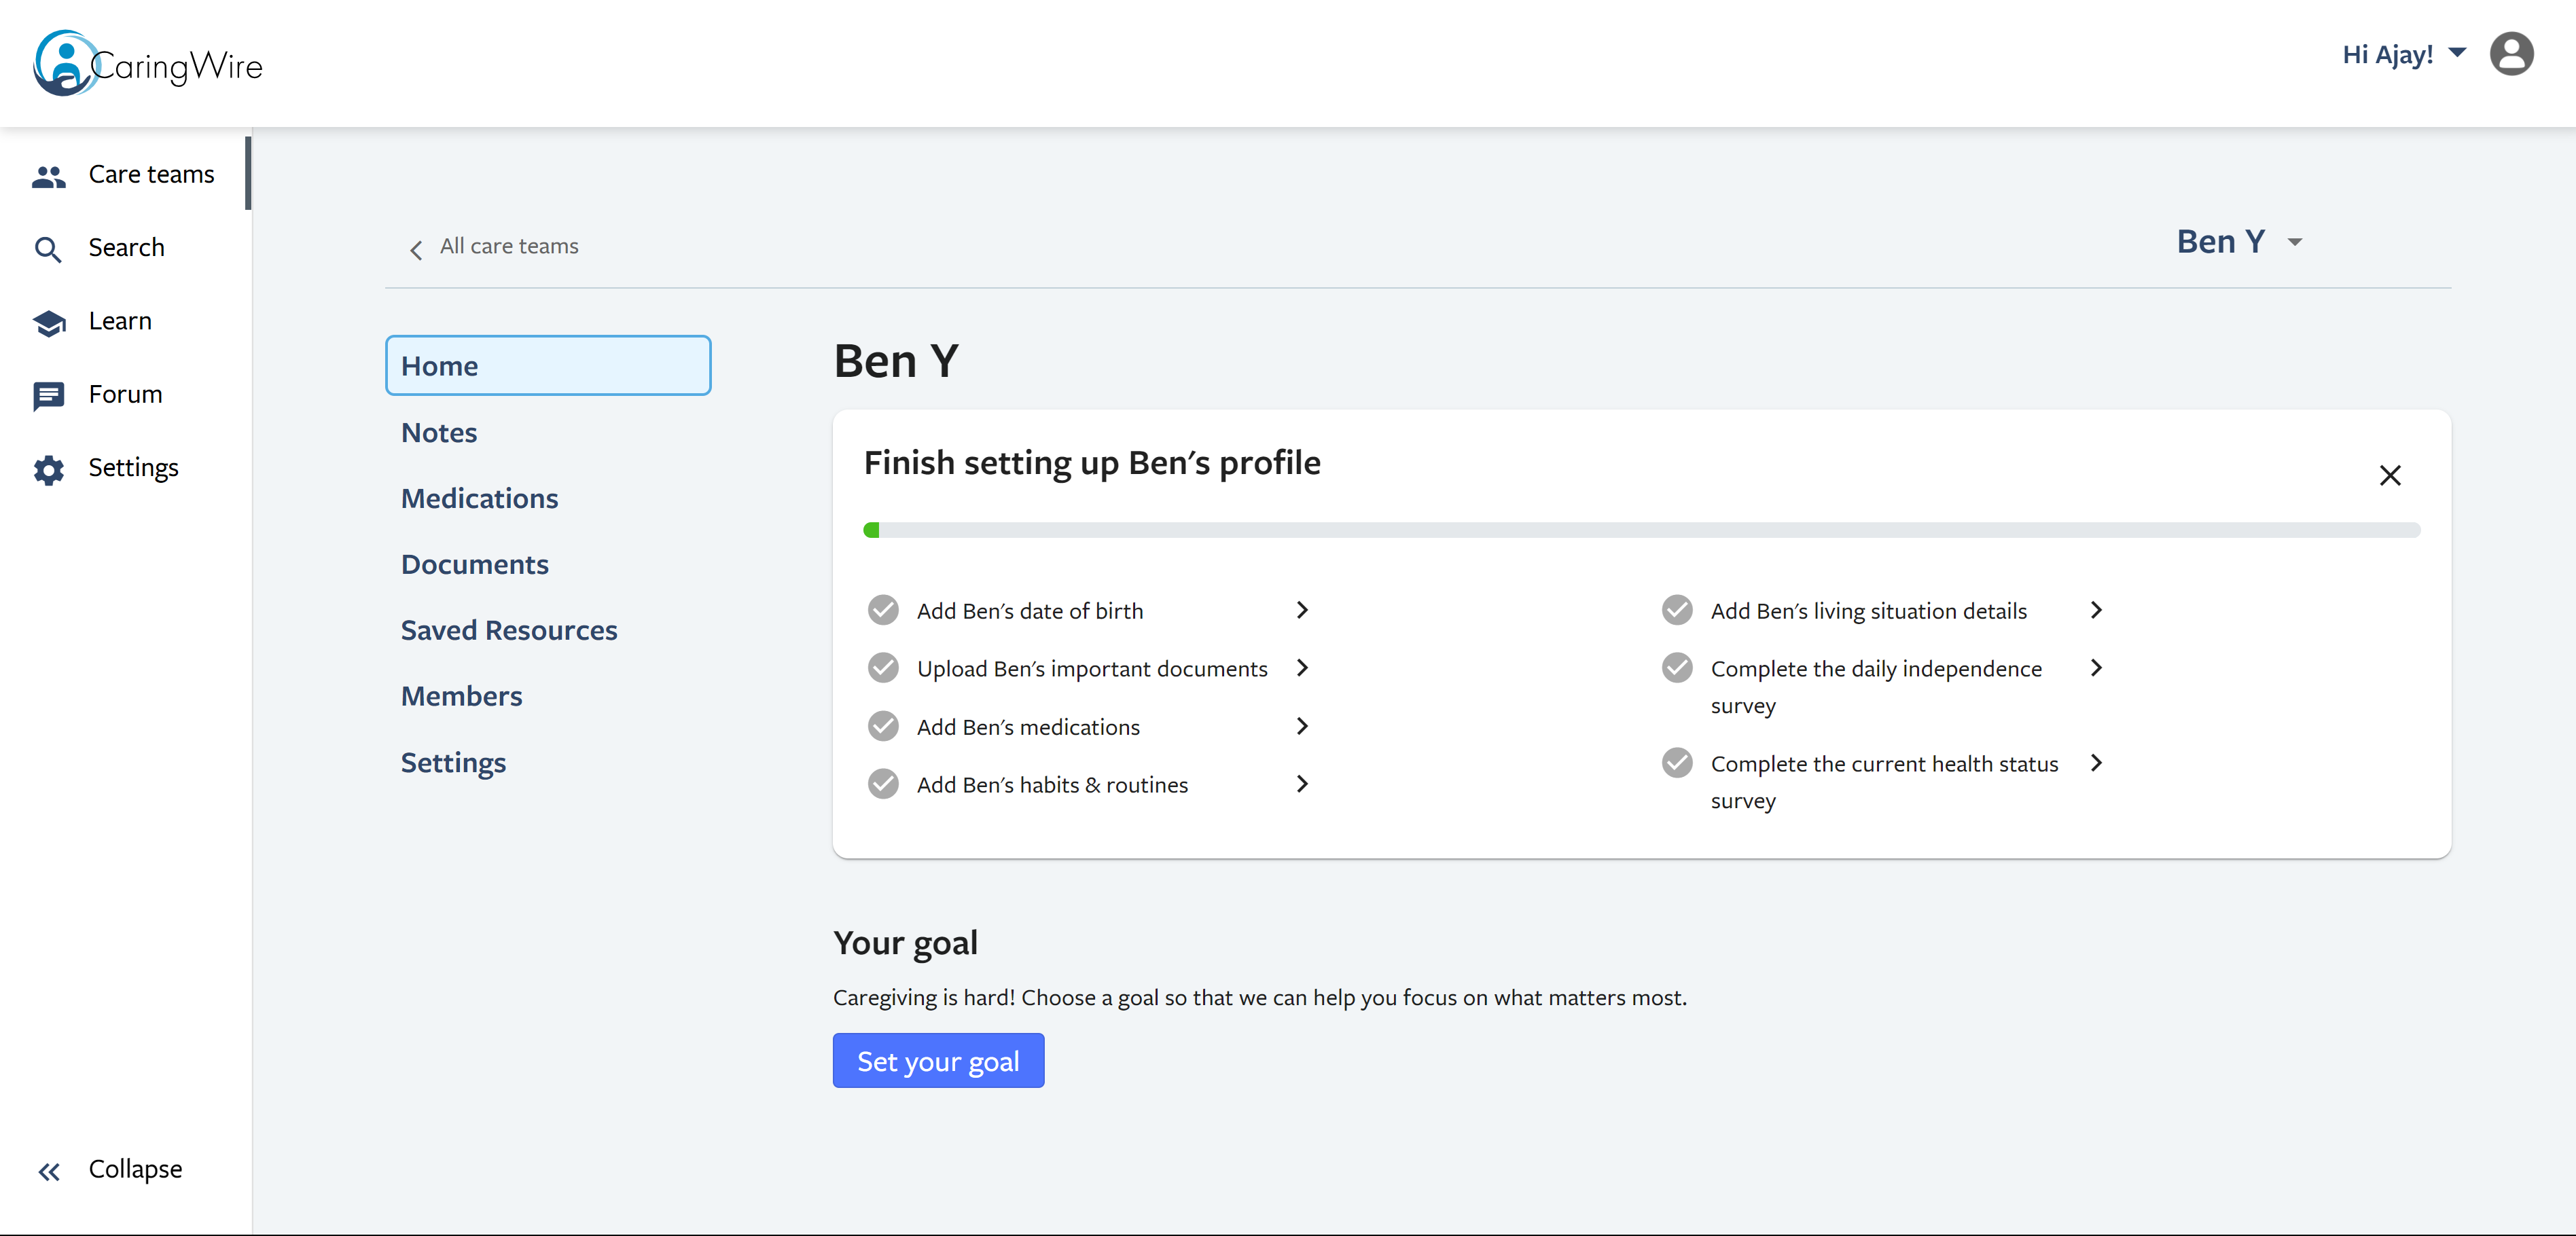 CaringWire
Hi Ajay!
Care teams
Search
Learn
Forum
Settings
Collapse
All care teams
Ben Y
Home
Notes
Medications
Documents
Saved Resources
Members
Settings
Ben Y
Finish setting up Ben's profile
Add Ben's date of birth
Upload Ben's important documents
Add Ben's medications
Add Ben's habits & routines
Add Ben's living situation details
Complete the daily independence
survey
Complete the current health status
survey
Your goal
Caregiving is hard! Choose a goal so that we can help you focus on what matters most.
Set your goal